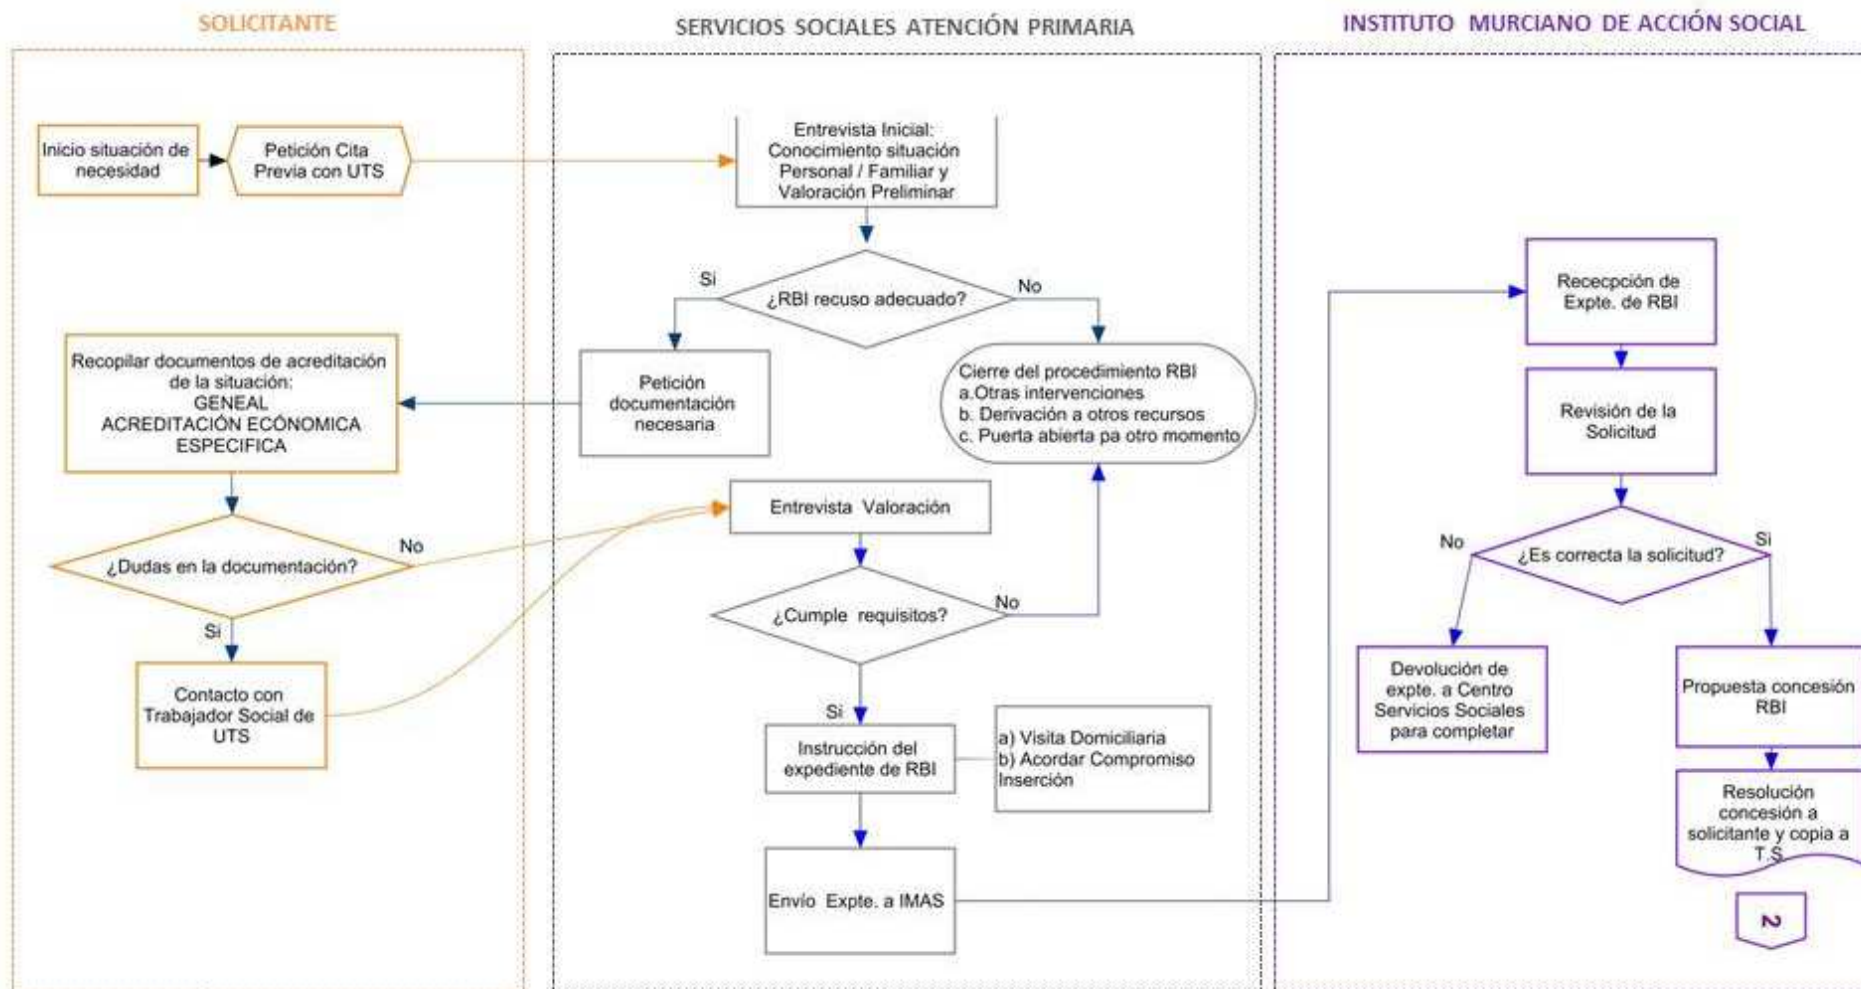 SOLICITANTE
SERVICIOS SOCIALES ATENCIÓN PRIMARIA
INSTITUTO MURCIANO DE ACCIÓN SOCIAL
Inicio situación de
necesidad
Petición Cita
Previa con UTS
Entrevista Inicial:
Conocimiento situación
Personal / Familiar y
Valoración Preliminar
Si
¿RBI recuso adecuado?
No
Petición
documentación
necesaria
Cierre del procedimiento RBI
a.Otras intervenciones
b. Derivación a otros recursos
c. Puerta abierta pa otro momento
Recopilar documentos de acreditación
de la situación:
GENEAL
ACREDITACIÓN ECÓNOMICA
ESPECIFICA
¿Dudas en la documentación?
No
Si
Contacto con
Trabajador Social de
UTS
Entrevista Valoración
¿Cumple requisitos?
No
Si
Instrucción del
expediente de RBI
a) Visita Domiciliaria
b) Acordar Compromiso
Inserción
Envío Expte. a IMAS
Rececpción de
Expte. de RBI
Revisión de la
Solicitud
No
¿Es correcta la solicitud?
Si
Devolución de
expte. a Centro
Servicios Sociales
para completar
Propuesta concesión
RBI
Resolución
concesión a
solicitante y copia a
T.S
2